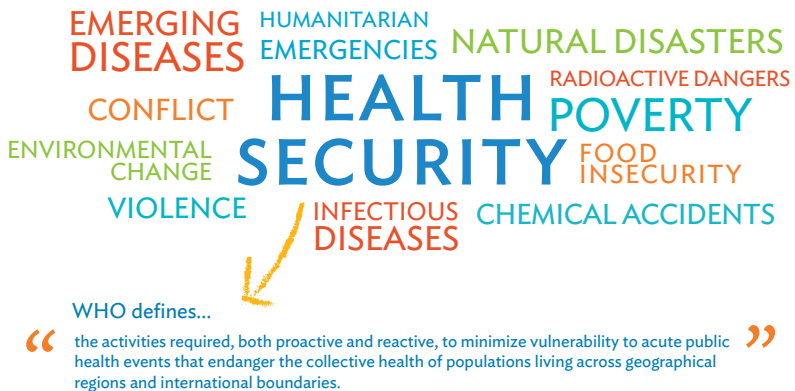 EMERGING
DISEASES
HUMANITARIAN
EMERGENCIES
NATURAL DISASTERS
CONFLICT
HEALTH
SECURITY
RADIOACTIVE DANGERS
POVERTY
ENVIRONMENTAL
CHANGE
FOOD
INSECURITY
VIOLENCE
INFECTIOUS
DISEASES
CHEMICAL ACCIDENTS
WHO defines...
“ the activities required, both proactive and reactive, to minimize vulnerability to acute public ”
health events that endanger the collective health of populations living across geographical
regions and international boundaries.